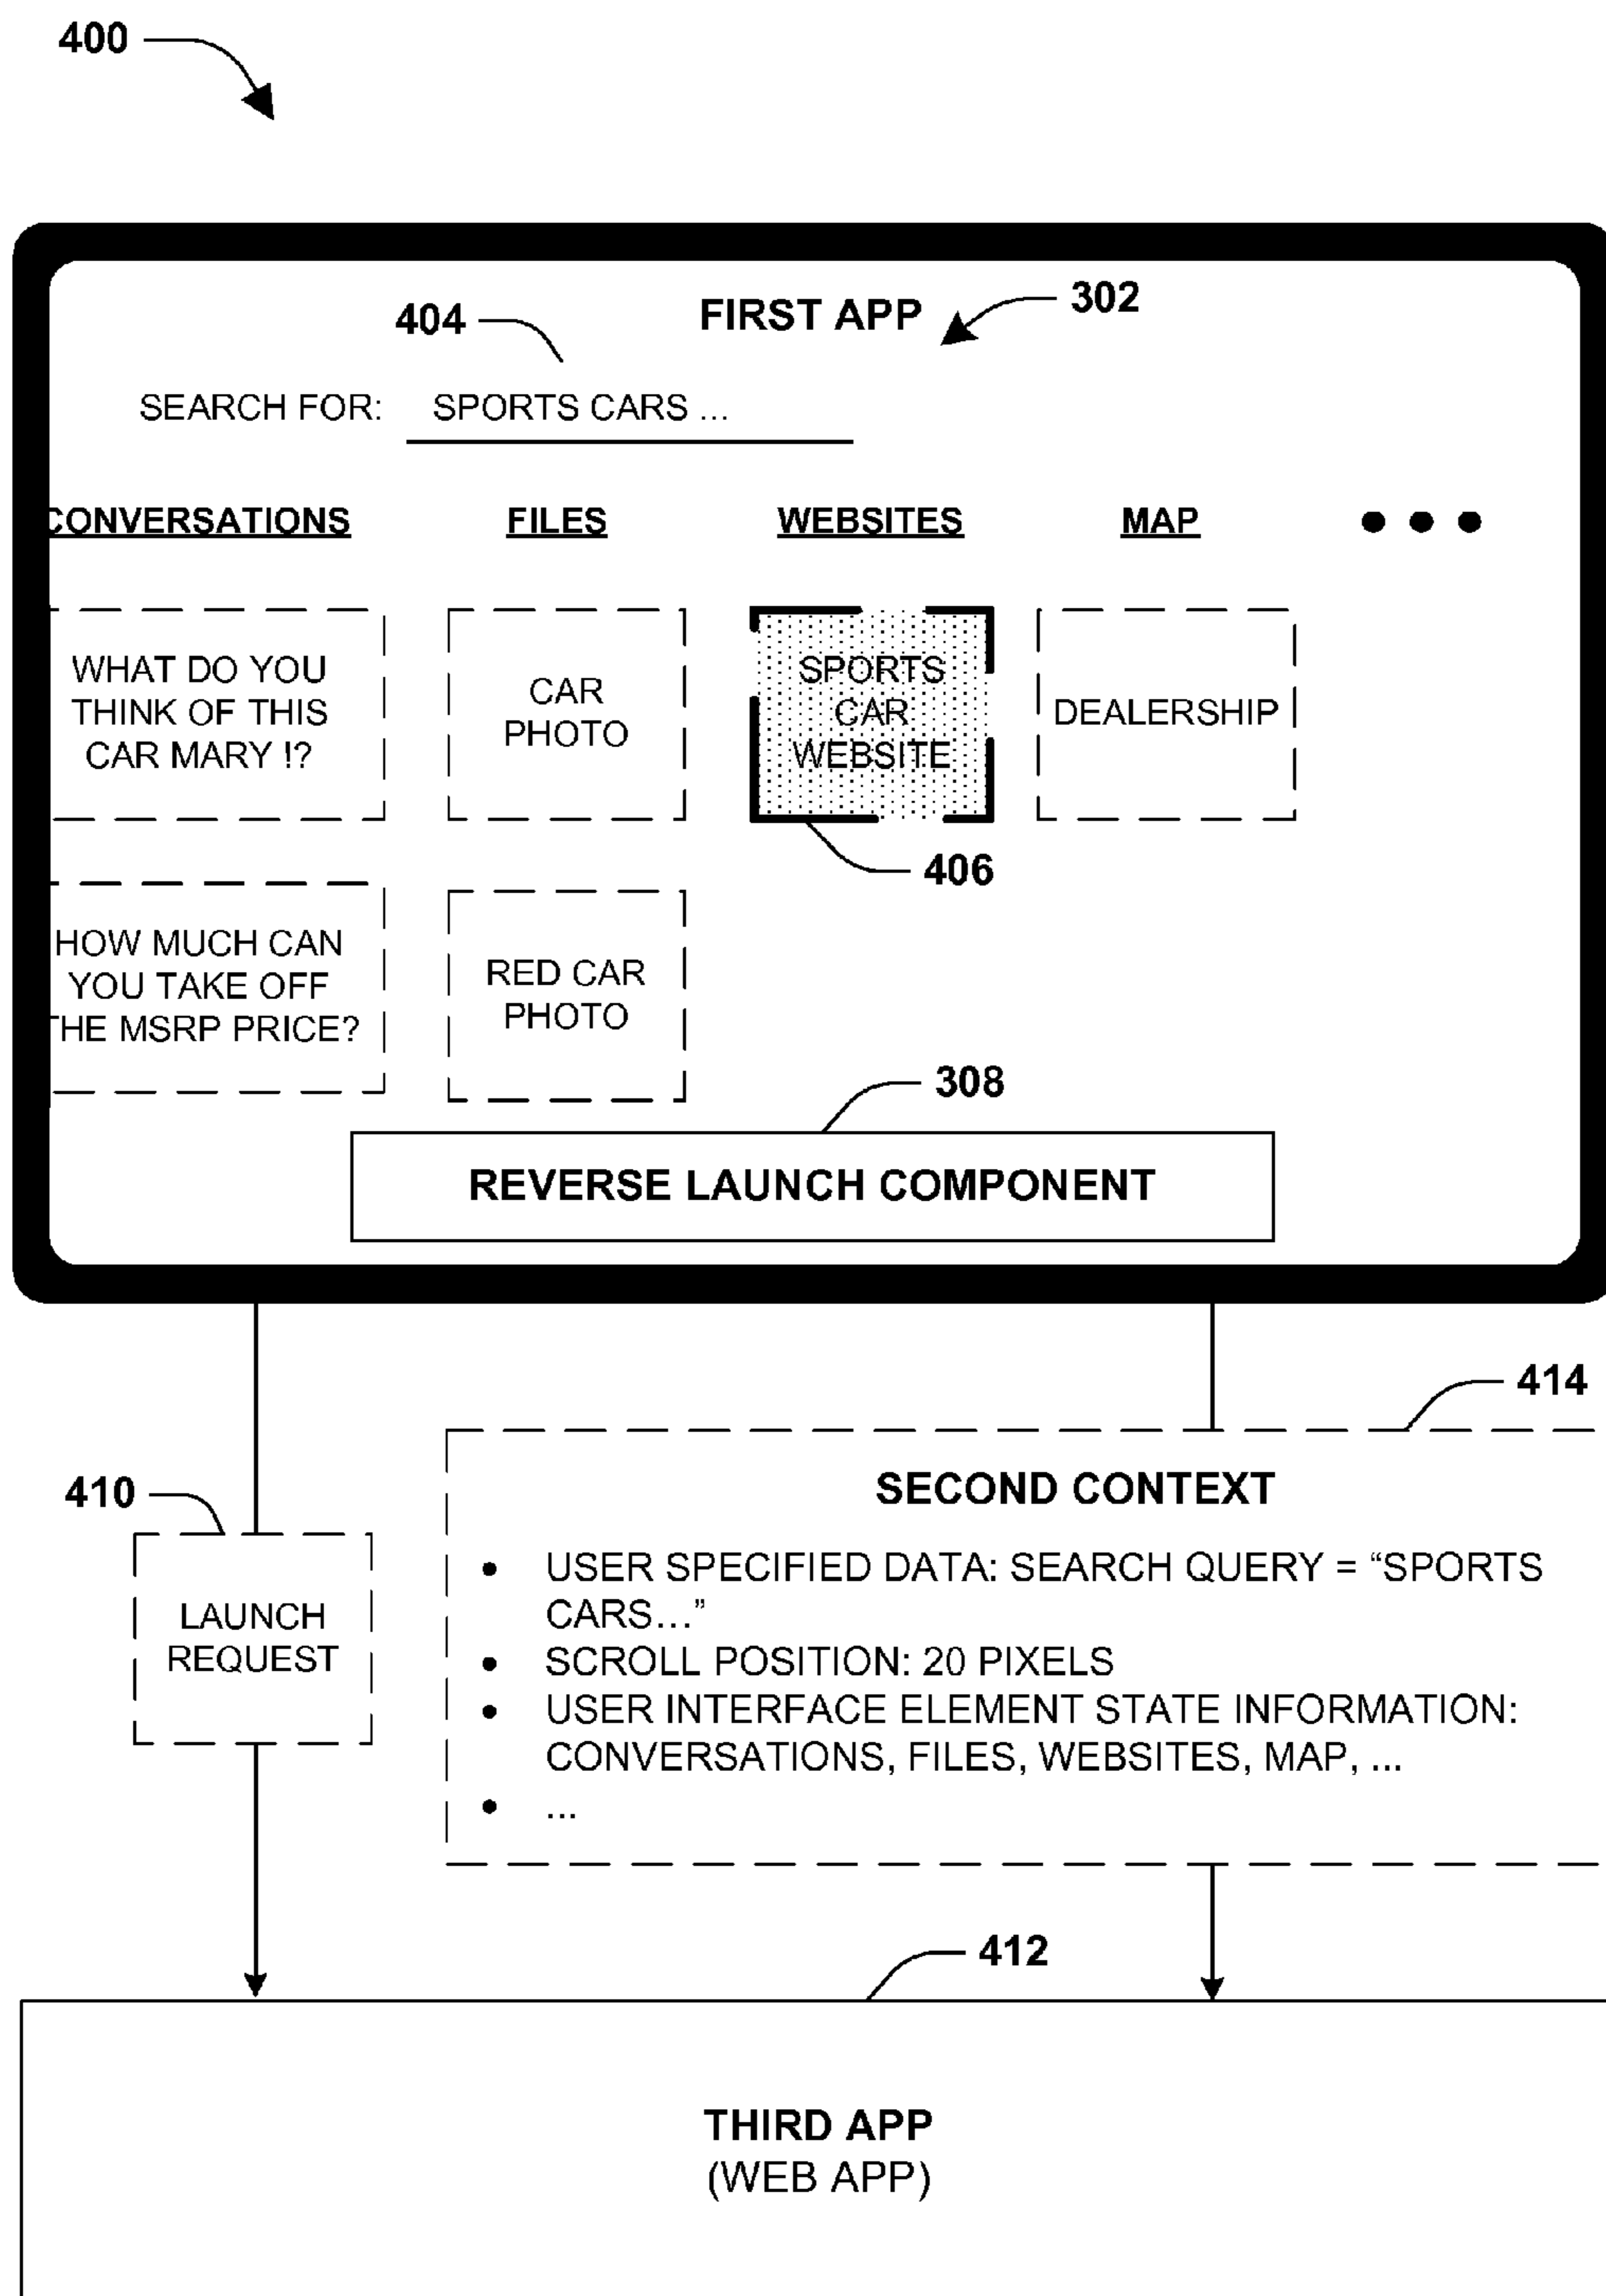 400
FIRST APP
302
404
SEARCH FOR: SPORTS CARS ...
CONVERSATIONS FILES WEBSITES MAP
WHAT DO YOU
THINK OF THIS
CAR MARY !?
CAR
PHOTO
SPORTS
CAR
WEBSITE
DEALERSHIP
406
HOW MUCH CAN
YOU TAKE OFF
THE MSRP PRICE?
RED CAR
PHOTO
308
REVERSE LAUNCH COMPONENT
414
410
LAUNCH
REQUEST
SECOND CONTEXT
• USER SPECIFIED DATA: SEARCH QUERY = “SPORTS
CARS…”
• SCROLL POSITION: 20 PIXELS
• USER INTERFACE ELEMENT STATE INFORMATION:
CONVERSATIONS, FILES, WEBSITES, MAP, ...
• ...
412
THIRD APP
(WEB APP)